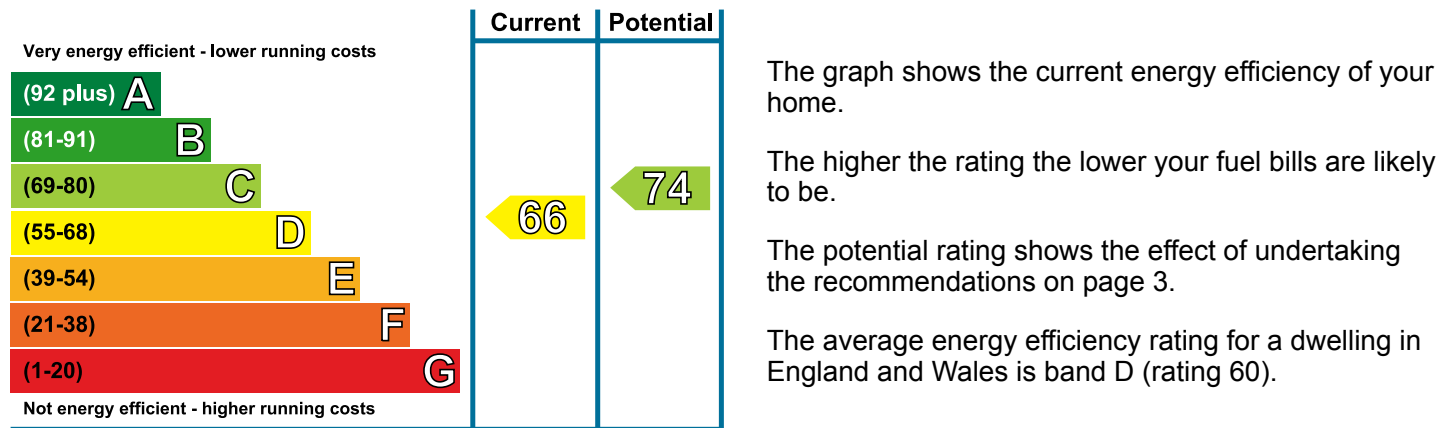 Current Potential
Very energy efficient - lower running costs
(92 plus) A
(81-91) B
(69-80) C
(55-68) D
(39-54) E
(21-38) F
(1-20) G
Not energy efficient - higher running costs
66
74
The graph shows the current energy efficiency of your
home.
The higher the rating the lower your fuel bills are likely
to be.
The potential rating shows the effect of undertaking
the recommendations on page 3.
The average energy efficiency rating for a dwelling in
England and Wales is band D (rating 60).